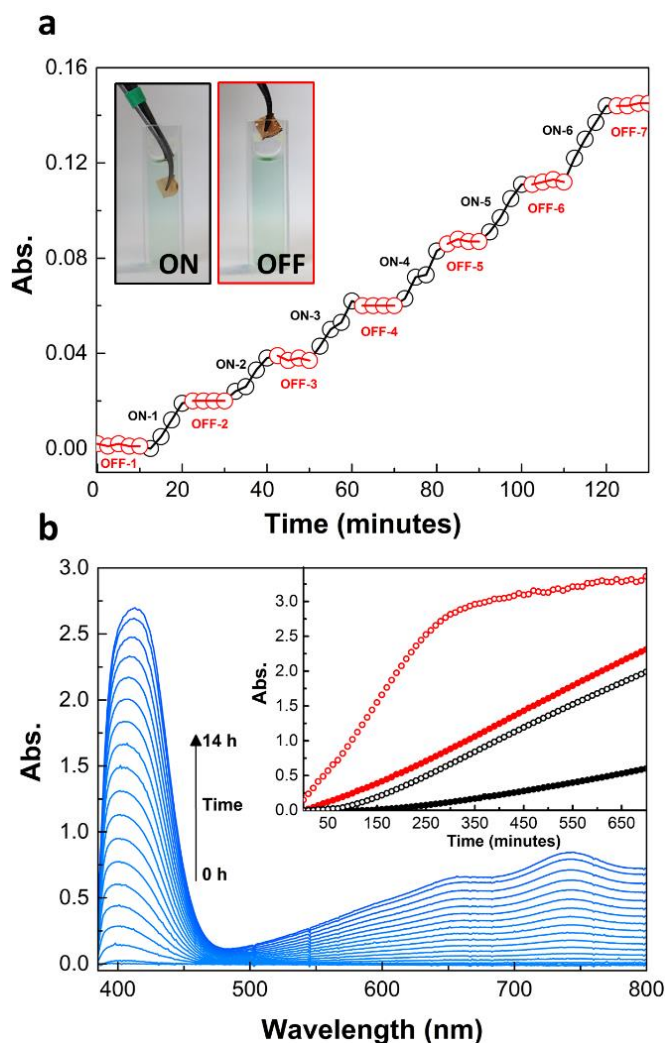 a
0.16
0.12
0.08
0.04
0.00
Abs.
ON
OFF
OFF-1
ON-1
OFF-2
ON-2
OFF-3
ON-3
OFF-4
ON-4
OFF-5
ON-5
OFF-6
ON-6
OFF-7
0 20 40 60 80 100 120
Time (minutes)
b
3.0
2.5
2.0
1.5
1.0
0.5
0.0
Abs.
14 h
Time
0 h
3.0
2.5
2.0
1.5
1.0
0.5
0.0
Abs.
50 150 250 350 450 550 650
Time (minutes)
400 500 600 700 800
Wavelength (nm)